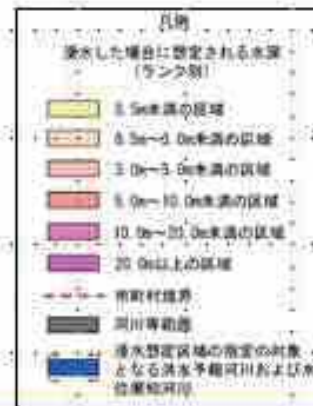 凡例
浸水した場合に想定される水深
(ランク別)
0.5m未満の区域
0.5m～3.0m未満の区域
3.0m～5.0m未満の区域
5.0m～10.0m未満の区域
10.0m～20.0m未満の区域
20.0m以上の区域
市町村境界
河川等範囲
浸水想定区域の指定の対象
となる洪水予報河川および水
位周知河川